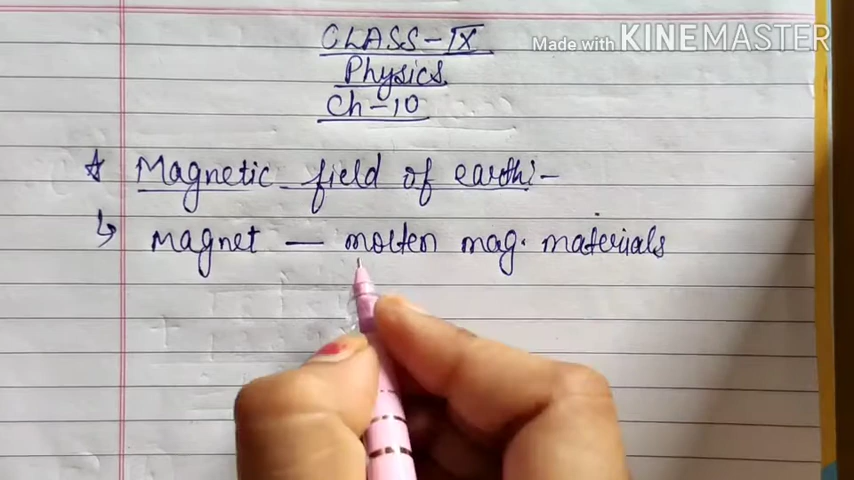 CLASS-IX
Made with KINEMASTER
Physics
Ch-10
* Magnetic field of earth:-
↳ Magnet — molten mag. materials